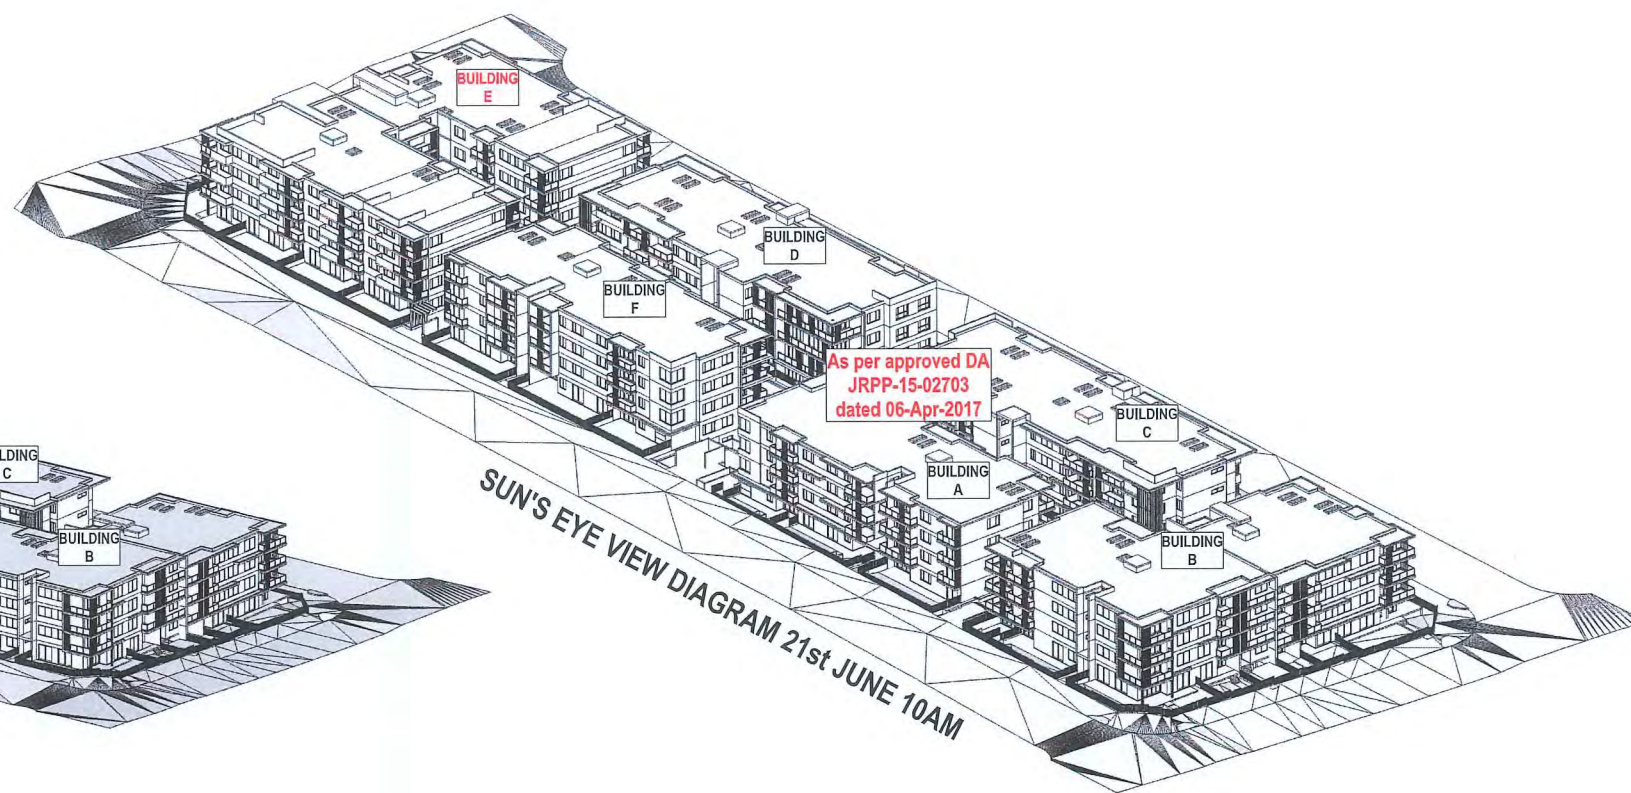 BUILDING
E
BUILDING
D
BUILDING
F
As per approved DA
JRPP-15-02703
dated 06-Apr-2017
BUILDING
C
BUILDING
A
BUILDING
B
SUN'S EYE VIEW DIAGRAM 21st JUNE 10AM
LDING
C
BUILDING
B